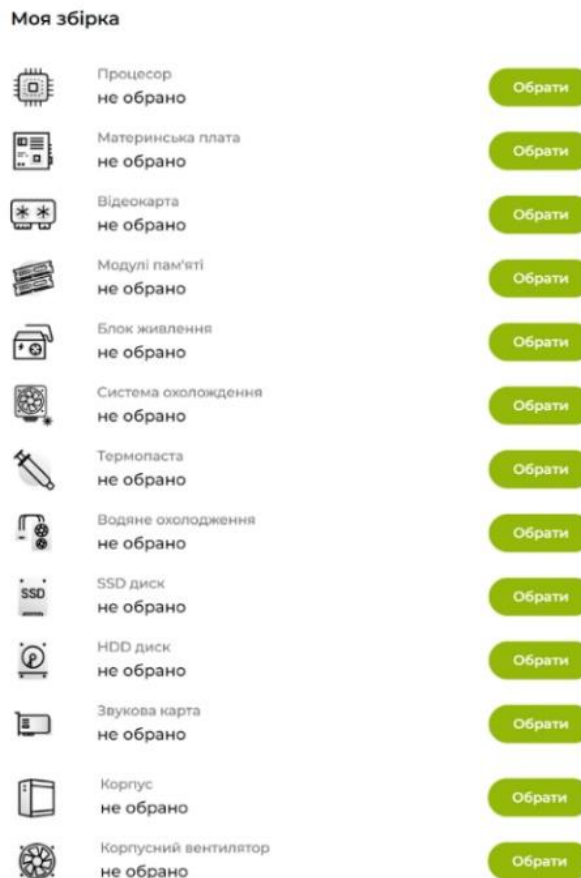 Моя збірка
Процесор
не обрано
Обрати
Материнська плата
не обрано
Обрати
Відеокарта
не обрано
Обрати
Модулі пам'яті
не обрано
Обрати
Блок живлення
не обрано
Обрати
Система охолождення
не обрано
Обрати
Термопаста
не обрано
Обрати
Водяне охолодження
не обрано
Обрати
SSD
SSD диск
не обрано
Обрати
HDD диск
не обрано
Обрати
Звукова карта
не обрано
Обрати
Корпус
не обрано
Обрати
Корпусний вентилятор
не обрано
Обрати